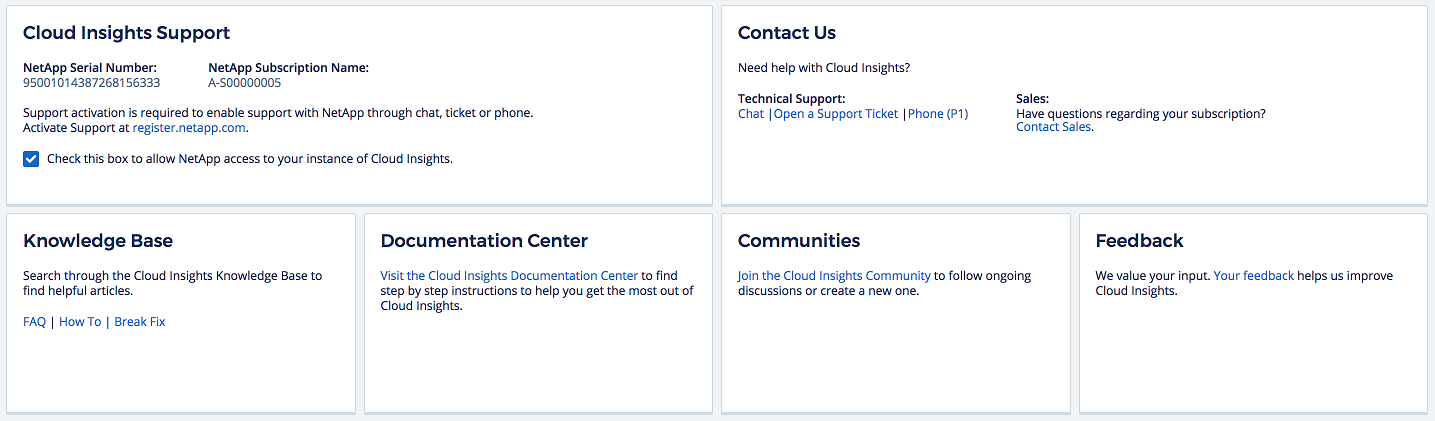 Cloud Insights Support
NetApp Serial Number:
95001014387268156333
NetApp Subscription Name:
A-S00000005
Support activation is required to enable support with NetApp through chat, ticket or phone.
Activate Support at register.netapp.com.
Check this box to allow NetApp access to your instance of Cloud Insights.
Contact Us
Need help with Cloud Insights?
Technical Support:
Chat |Open a Support Ticket |Phone (P1)
Sales:
Have questions regarding your subscription?
Contact Sales.
Knowledge Base
Search through the Cloud Insights Knowledge Base to
find helpful articles.
FAQ | How To | Break Fix
Documentation Center
Visit the Cloud Insights Documentation Center to find
step by step instructions to help you get the most out of
Cloud Insights.
Communities
Join the Cloud Insights Community to follow ongoing
discussions or create a new one.
Feedback
We value your input. Your feedback helps us improve
Cloud Insights.